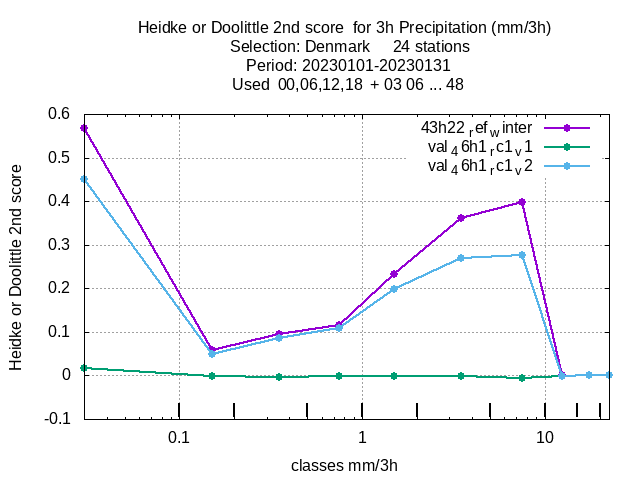 Heidke or Doolittle 2nd score  for 3h Precipitation (mm/3h)
Selection: Denmark     24 stations
Period: 20230101-20230131
Used  00,06,12,18  + 03 06 ... 48
43h22_ref_winter
val_46h1_rc1_v1
val_46h1_rc1_v2
0.6
0.5
0.4
0.3
0.2
0.1
0
-0.1
Heidke or Doolittle 2nd score
0.1 1 10
classes mm/3h